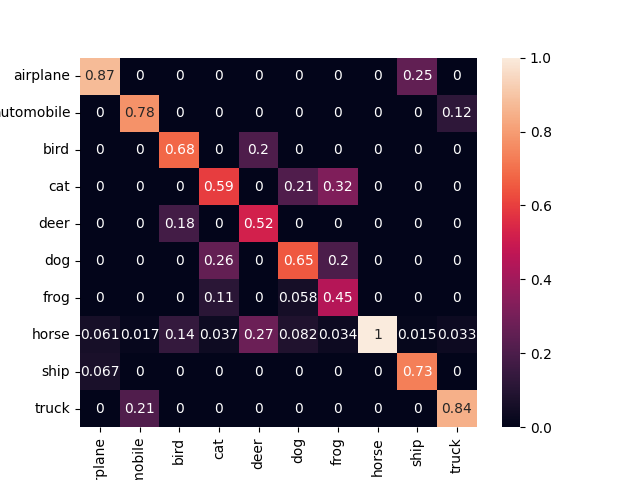 airplane 0.87 0 0 0 0 0 0 0 0.25 0
utomobile 0 0.78 0 0 0 0 0 0 0 0.12
bird 0 0 0.68 0 0.2 0 0 0 0 0
cat 0 0 0 0.59 0 0.21 0.32 0 0 0
deer 0 0 0.18 0 0.52 0 0 0 0 0
dog 0 0 0 0.26 0 0.65 0.2 0 0 0
frog 0 0 0 0.11 0 0.058 0.45 0 0 0
horse 0.061 0.017 0.14 0.037 0.27 0.082 0.034 1 0.015 0.033
ship 0.067 0 0 0 0 0 0 0 0.73 0
truck 0 0.21 0 0 0 0 0 0 0 0.84
rplane mobile bird cat deer dog frog horse ship truck
1.0
0.8
0.6
0.4
0.2
0.0